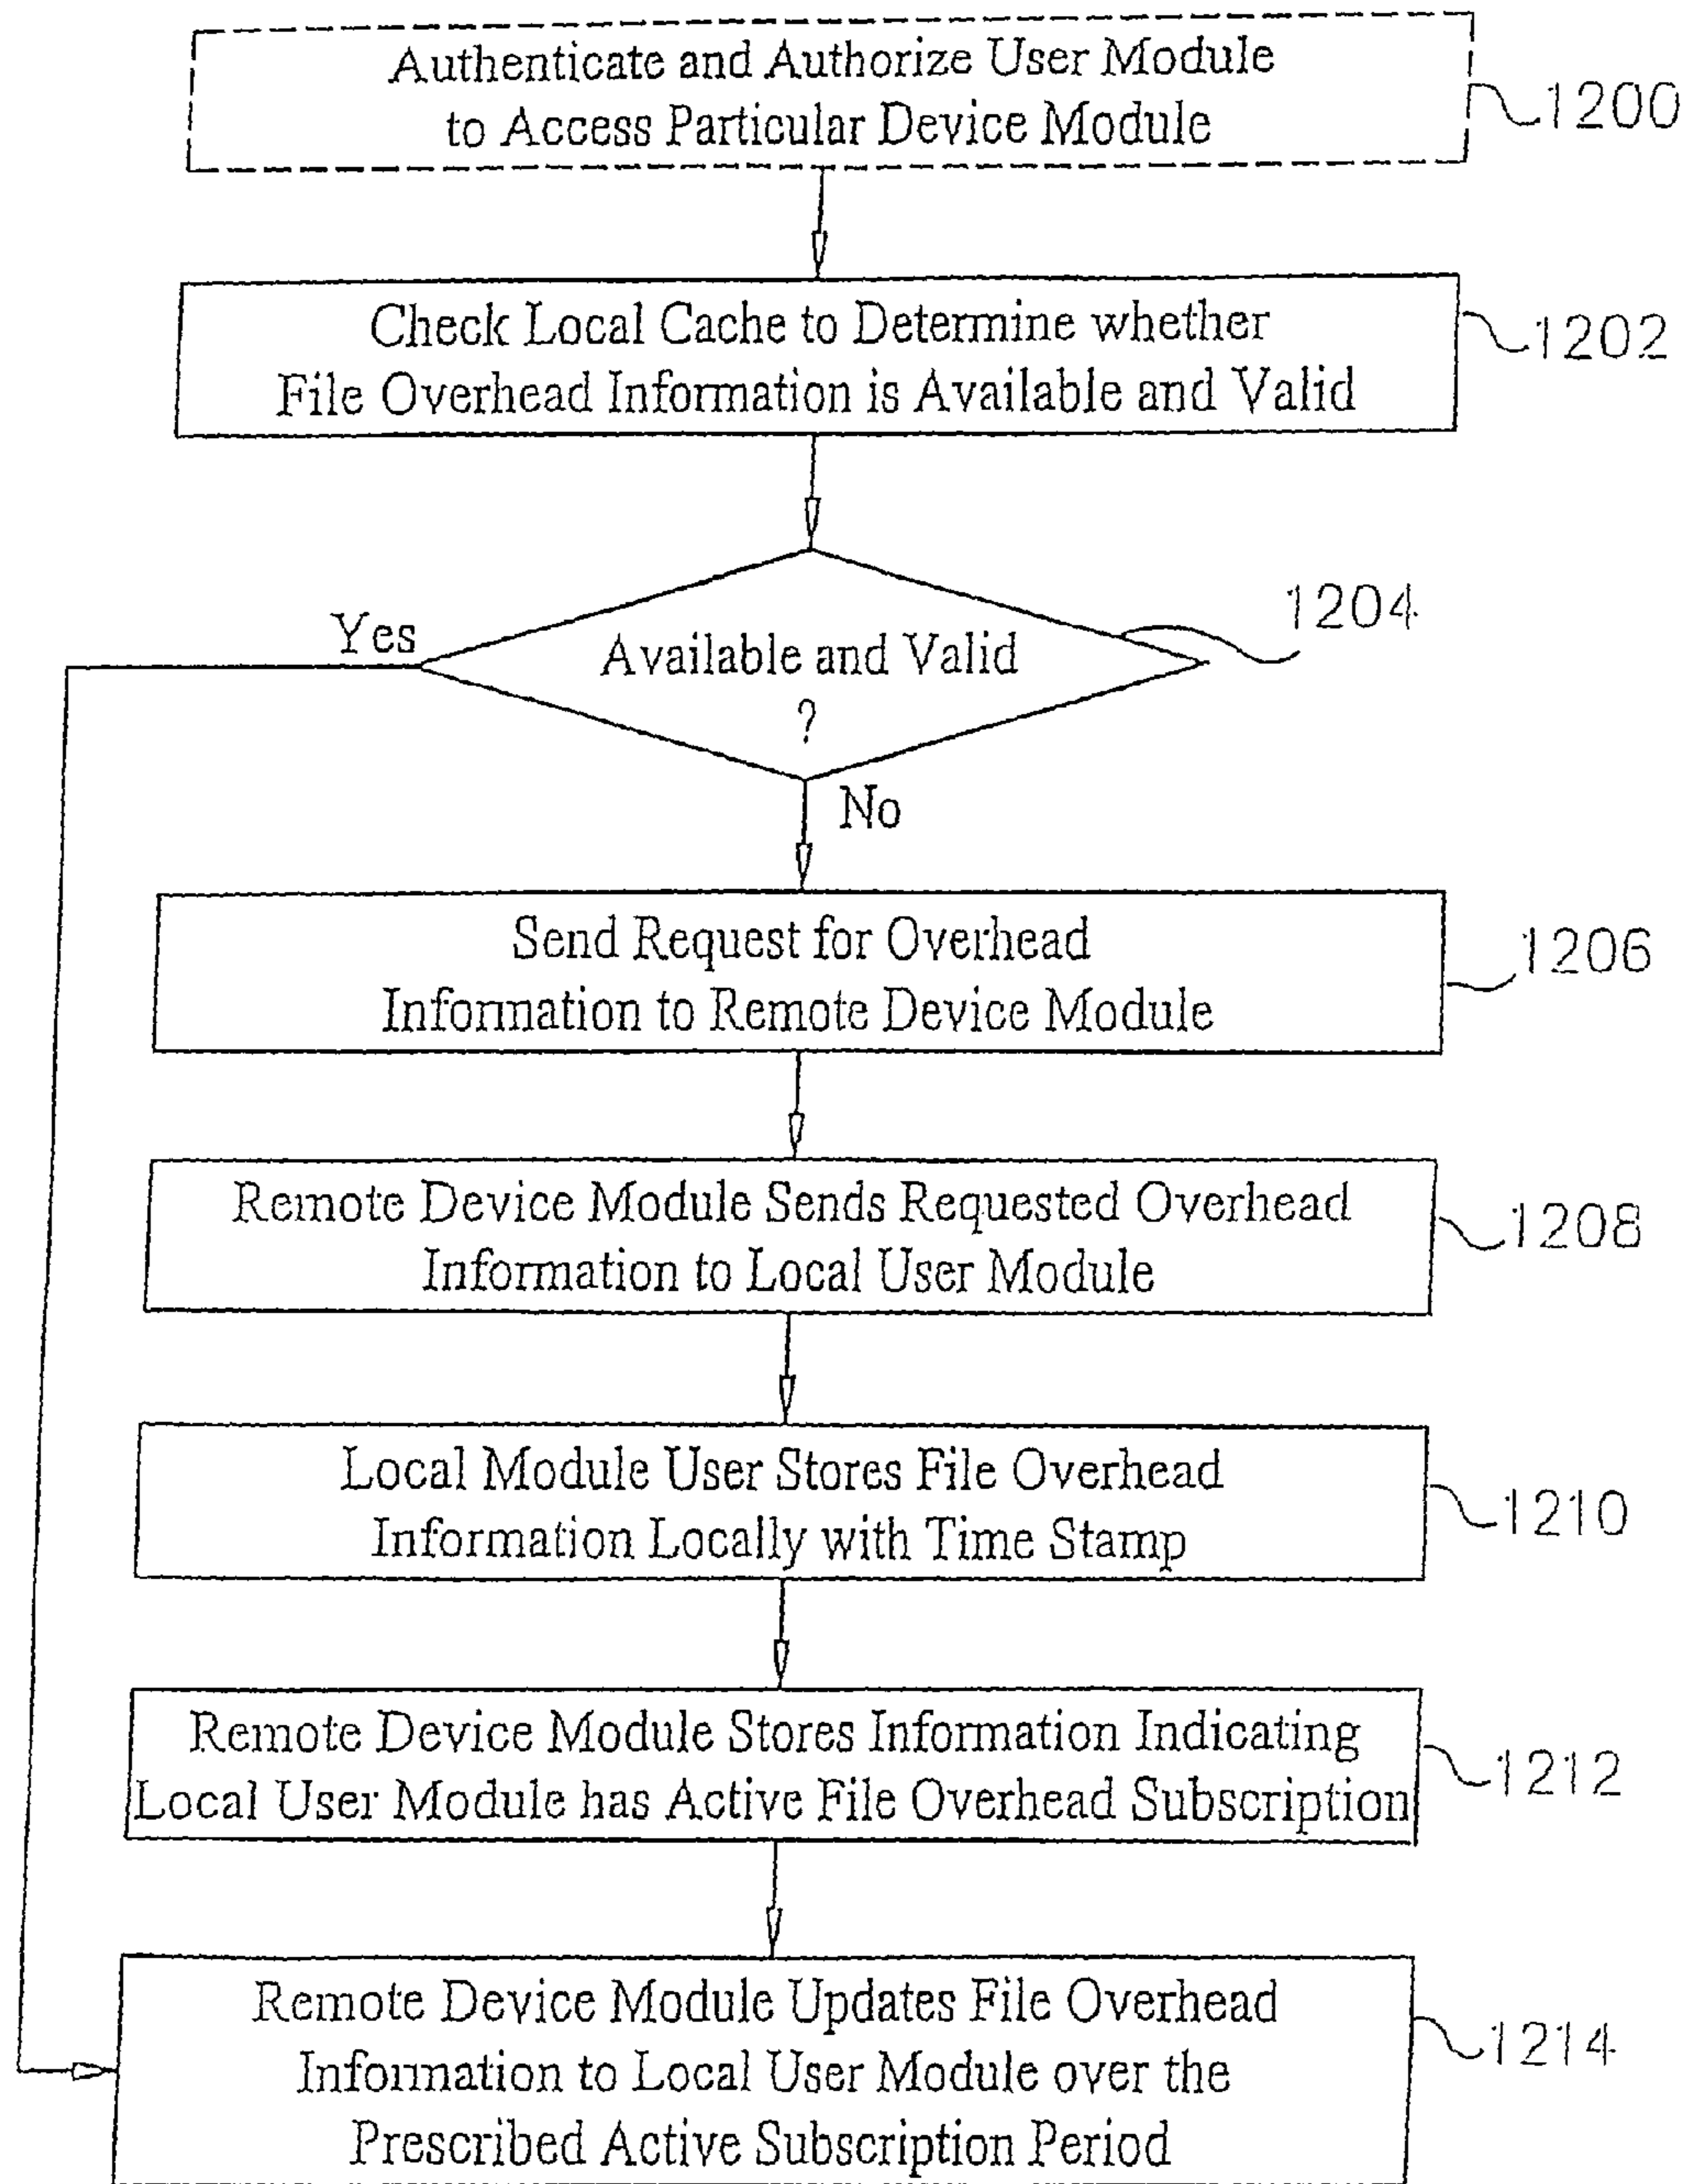 Authenticate and Authorize User Module
to Access Particular Device Module
1200
Check Local Cache to Determine whether
File Overhead Information is Available and Valid
1202
Yes
Available and Valid
?
1204
No
Send Request for Overhead
Information to Remote Device Module
1206
Remote Device Module Sends Requested Overhead
Information to Local User Module
1208
Local Module User Stores File Overhead
Information Locally with Time Stamp
1210
Remote Device Module Stores Information Indicating
Local User Module has Active File Overhead Subscription
1212
Remote Device Module Updates File Overhead
Information to Local User Module over the
Prescribed Active Subscription Period
1214